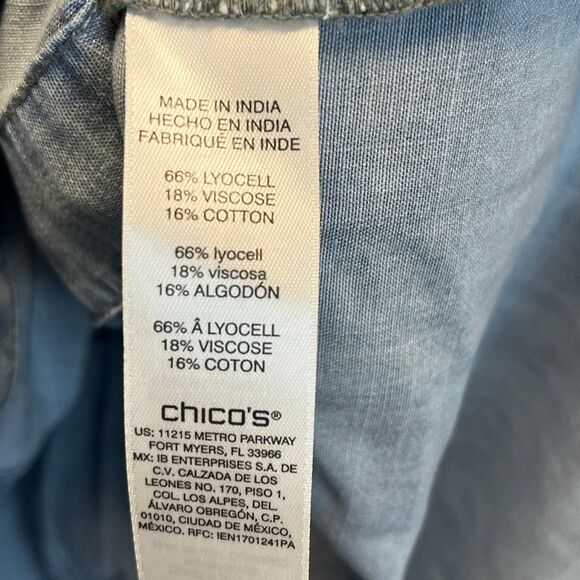 MADE IN INDIA
HECHO EN INDIA
FABRIQUÉ EN INDE
66% LYOCELL
18% VISCOSE
16% COTTON
66% lyocell
18% viscosa
16% ALGODÓN
66% Â LYOCELL
18% VISCOSE
16% COTON
chico's®
US: 11215 METRO PARKWAY
FORT MYERS, FL 33966
MX: IB ENTERPRISES S.A. DE
C.V. CALZADA DE LOS
LEONES NO. 170, PISO 1,
COL. LOS ALPES, DEL.
ÁLVARO OBREGÓN, C.P.
01010, CIUDAD DE MÉXICO,
MÉXICO. RFC: IEN1701241PA